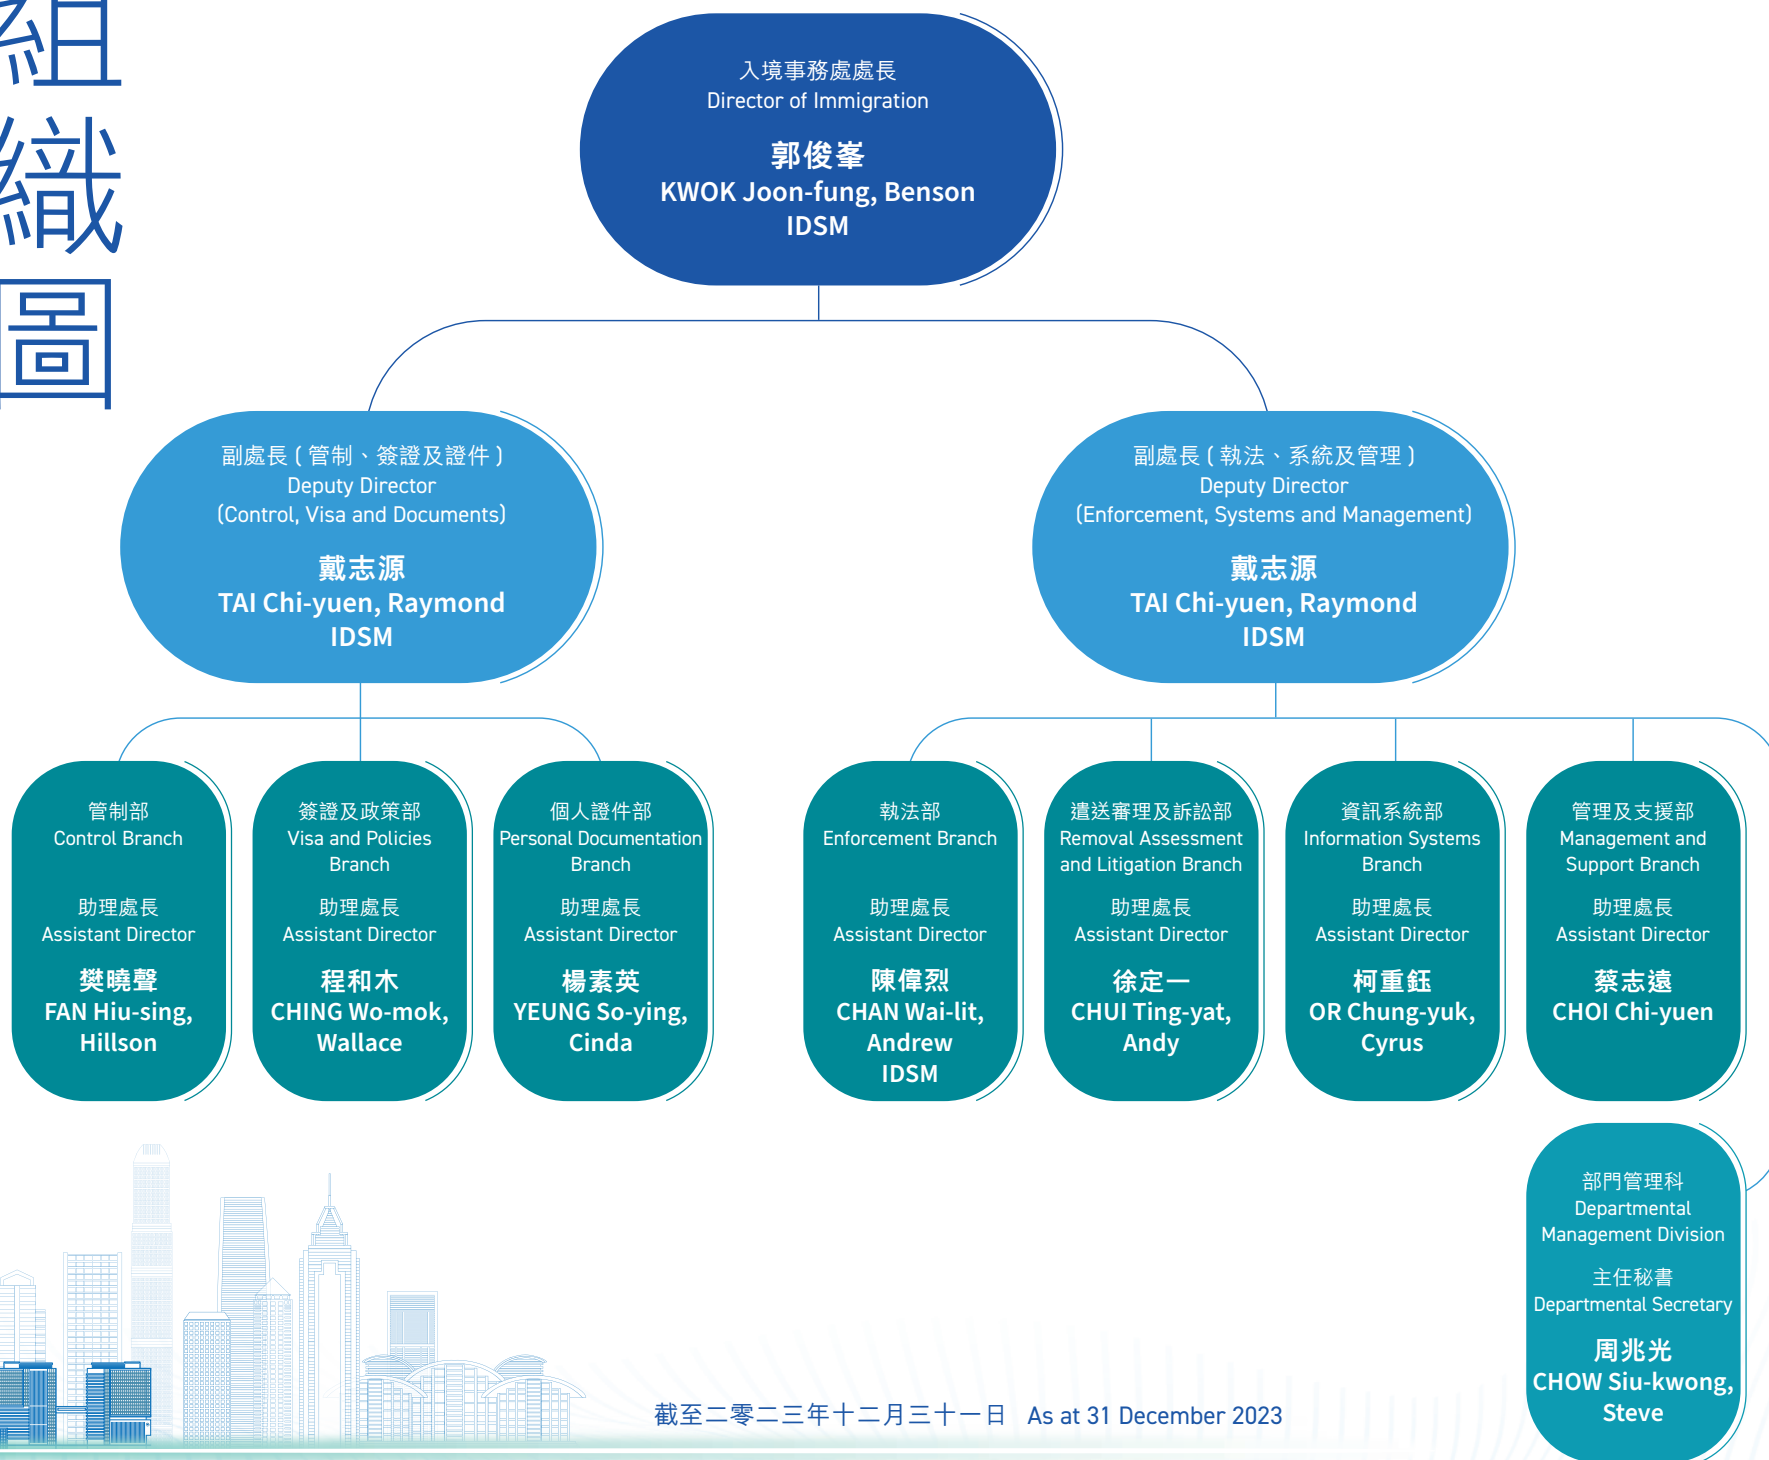 組
織
圖
入境事務處處長
Director of Immigration
郭俊峯
KWOK Joon-fung, Benson
IDSM
副處長 ( 管制、簽證及證件 )
Deputy Director
(Control, Visa and Documents)
戴志源
TAI Chi-yuen, Raymond
IDSM
副處長 ( 執法、系統及管理 )
Deputy Director
(Enforcement, Systems and Management)
戴志源
TAI Chi-yuen, Raymond
IDSM
管制部
Control Branch
助理處長
Assistant Director
樊曉聲
FAN Hiu-sing,
Hillson
簽證及政策部
Visa and Policies
Branch
助理處長
Assistant Director
程和木
CHING Wo-mok,
Wallace
個人證件部
Personal Documentation
Branch
助理處長
Assistant Director
楊素英
YEUNG So-ying,
Cinda
執法部
Enforcement Branch
助理處長
Assistant Director
陳偉烈
CHAN Wai-lit,
Andrew
IDSM
遣送審理及訴訟部
Removal Assessment
and Litigation Branch
助理處長
Assistant Director
徐定一
CHUI Ting-yat,
Andy
資訊系統部
Information Systems
Branch
助理處長
Assistant Director
柯重鈺
OR Chung-yuk,
Cyrus
管理及支援部
Management and
Support Branch
助理處長
Assistant Director
蔡志遠
CHOI Chi-yuen
部門管理科
Departmental
Management Division
主任秘書
Departmental Secretary
周兆光
CHOW Siu-kwong,
Steve
截至二零二三年十二月三十一日 As at 31 December 2023